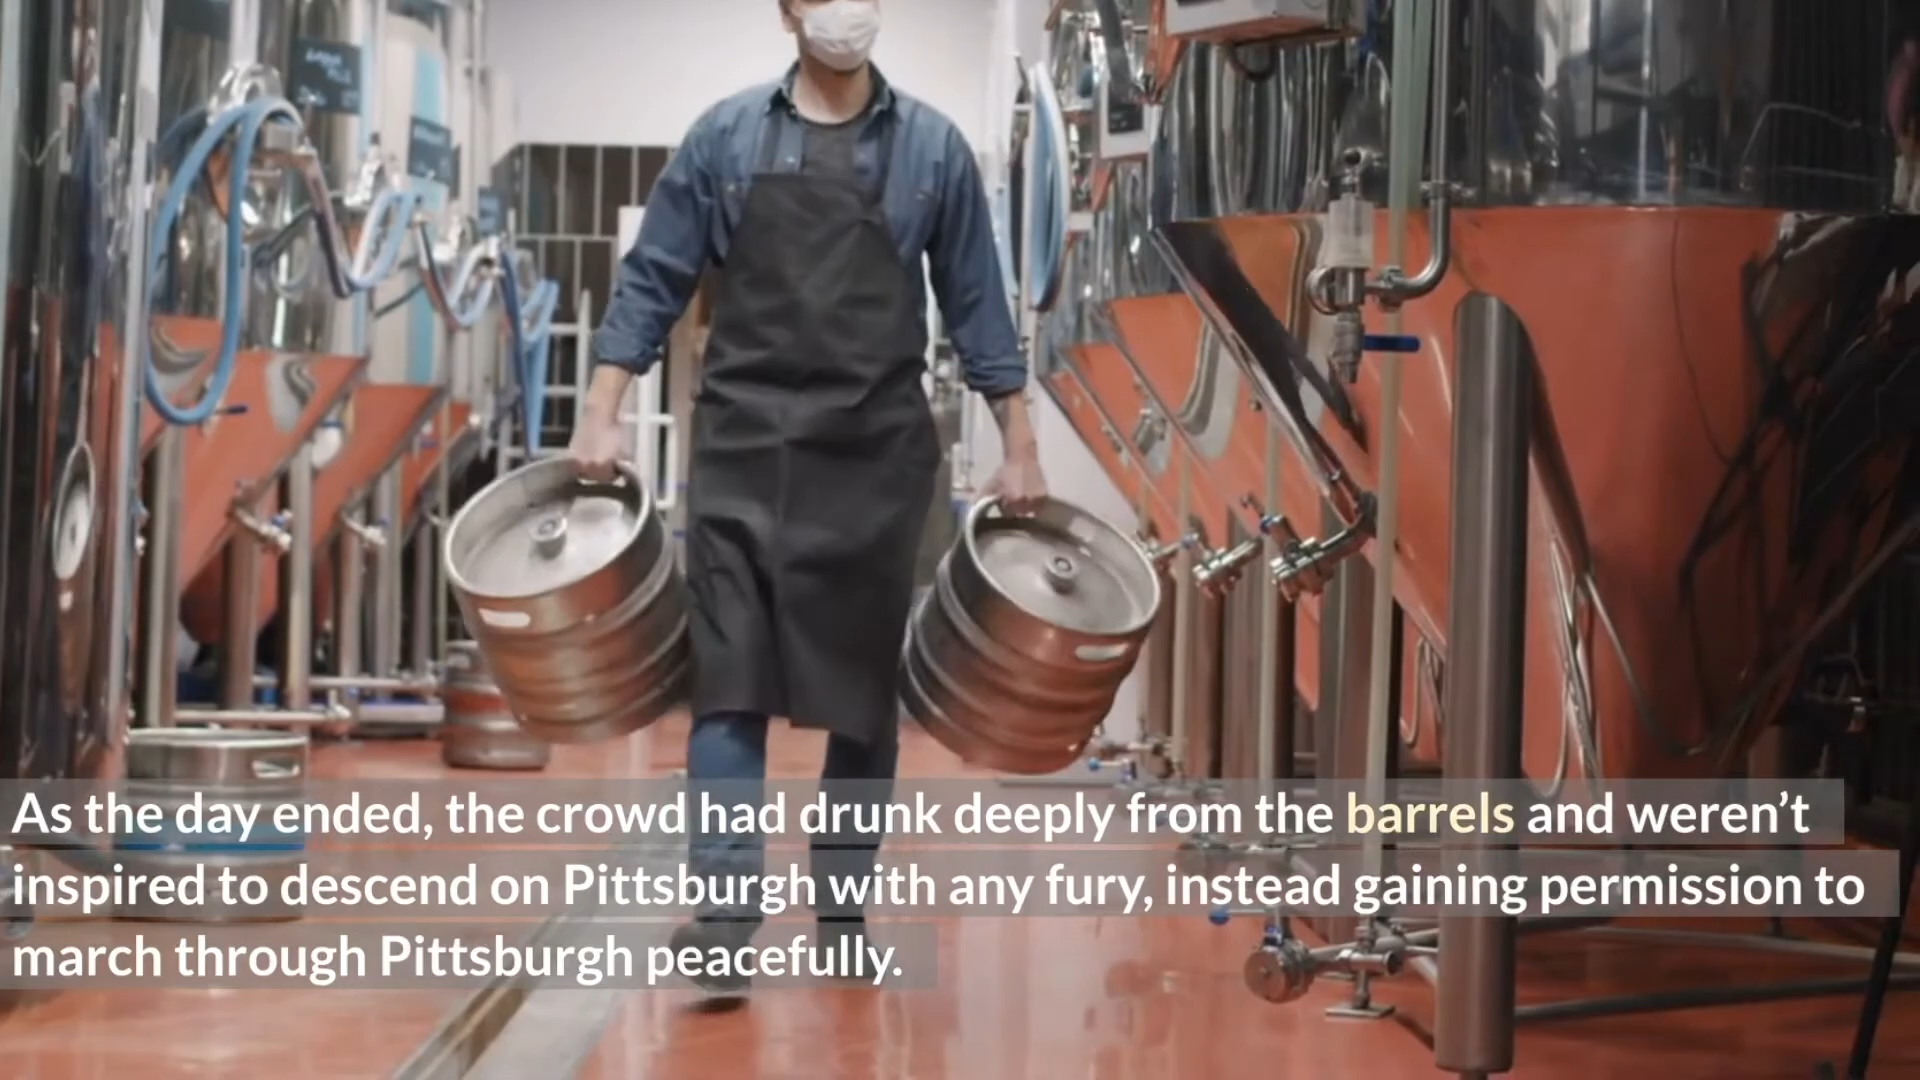 As the day ended, the crowd had drunk deeply from the barrels and weren’t
inspired to descend on Pittsburgh with any fury, instead gaining permission to
march through Pittsburgh peacefully.